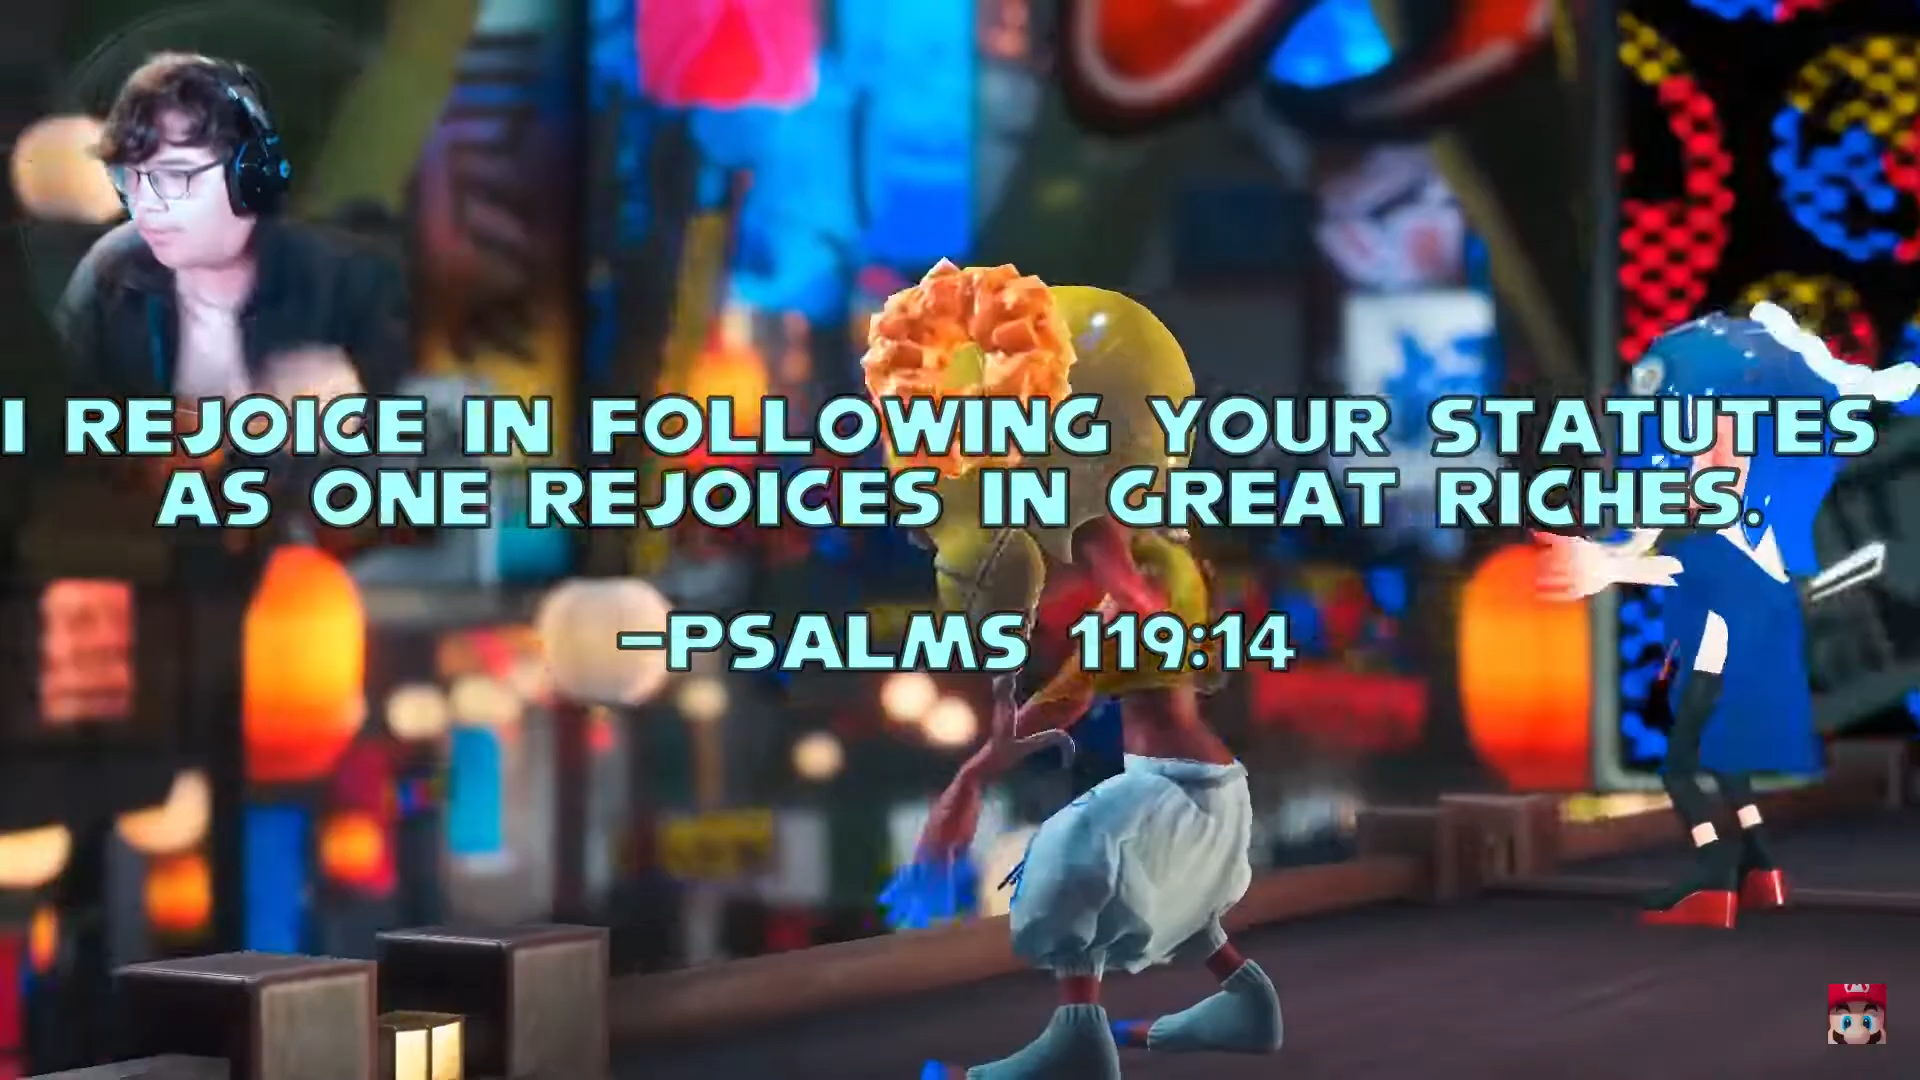 I REJOICE IN FOLLOWING YOUR STATUTES
AS ONE REJOICES IN GREAT RICHES.
-PSALMS 119:14